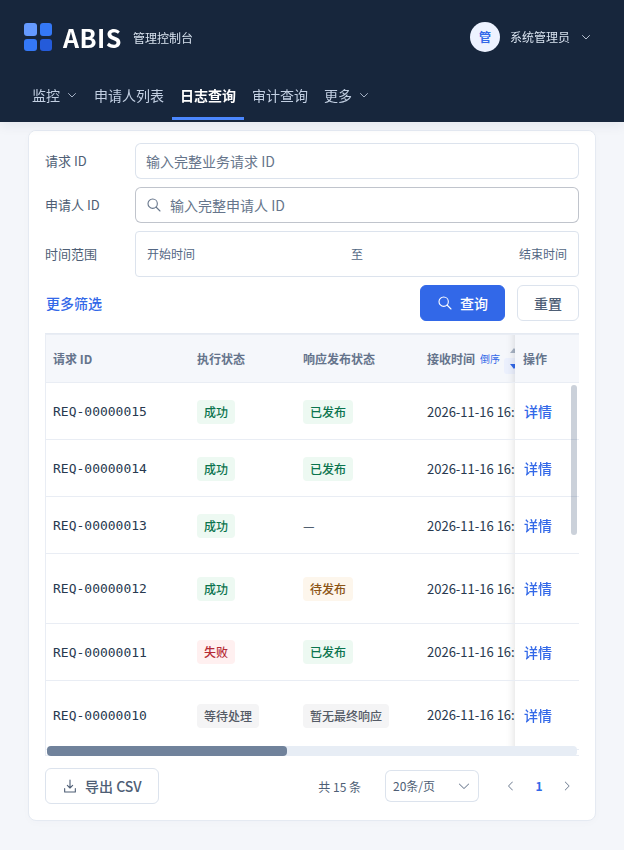 ABIS 管理控制台 管 系统管理员
监控 申请人列表 日志查询 审计查询 更多
请求 ID 输入完整业务请求 ID
申请人 ID 输入完整申请人 ID
时间范围 开始时间 至 结束时间
更多筛选 查询 重置
请求 ID 执行状态 响应发布状态 接收时间 倒序 操作
REQ-00000015 成功 已发布 2026-11-16 16: 详情
REQ-00000014 成功 已发布 2026-11-16 16: 详情
REQ-00000013 成功 — 2026-11-16 16: 详情
REQ-00000012 成功 待发布 2026-11-16 16: 详情
REQ-00000011 失败 已发布 2026-11-16 16: 详情
REQ-00000010 等待处理 暂无最终响应 2026-11-16 16: 详情
导出 CSV 共 15 条 20条/页 1